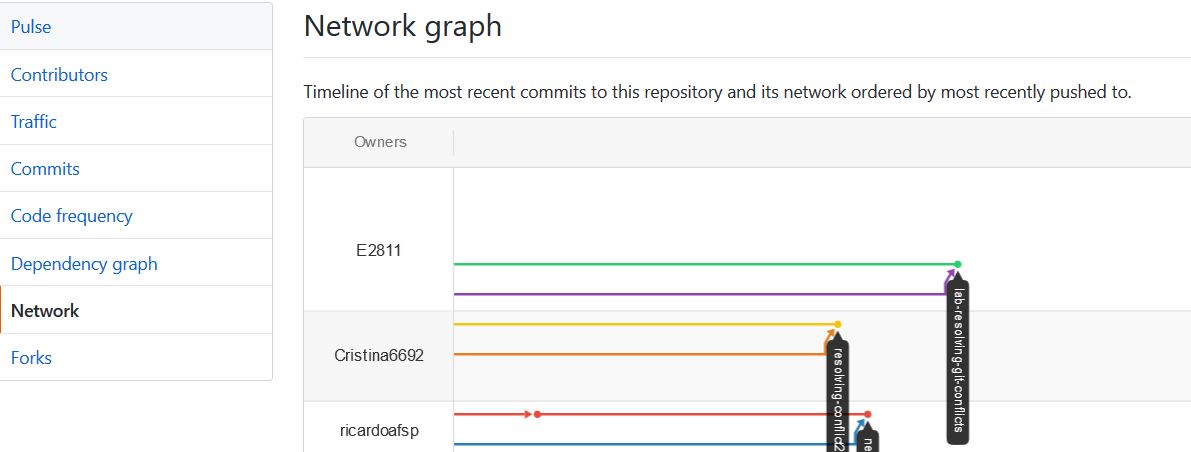 Pulse
Contributors
Traffic
Commits
Code frequency
Dependency graph
Network
Forks
Network graph
Timeline of the most recent commits to this repository and its network ordered by most recently pushed to.
Owners
E2811
lab-resolving-git-conflicts
Cristina6692
resolving-conflict2
ricardoafsp
ne